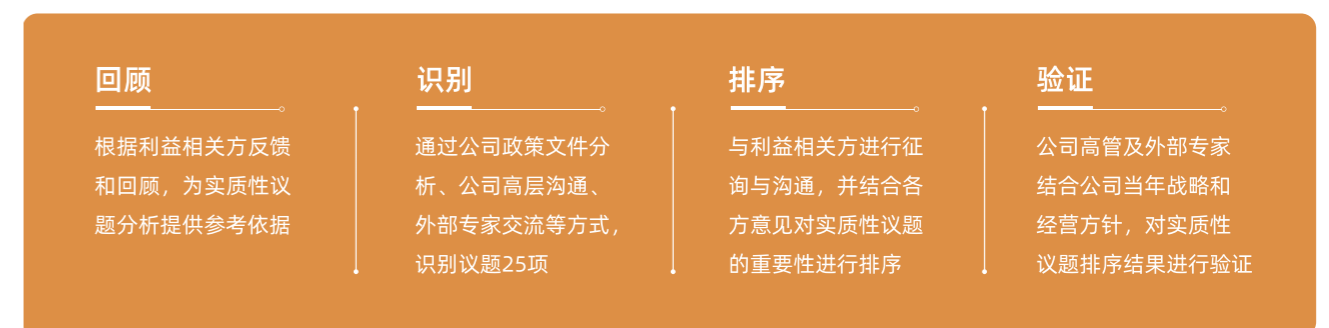 回顾
根据利益相关方反馈
和回顾，为实质性议
题分析提供参考依据
识别
通过公司政策文件分
析、公司高层沟通、
外部专家交流等方式，
识别议题25项
排序
与利益相关方进行征
询与沟通，并结合各
方意见对实质性议题
的重要性进行排序
验证
公司高管及外部专家
结合公司当年战略和
经营方针，对实质性
议题排序结果进行验证